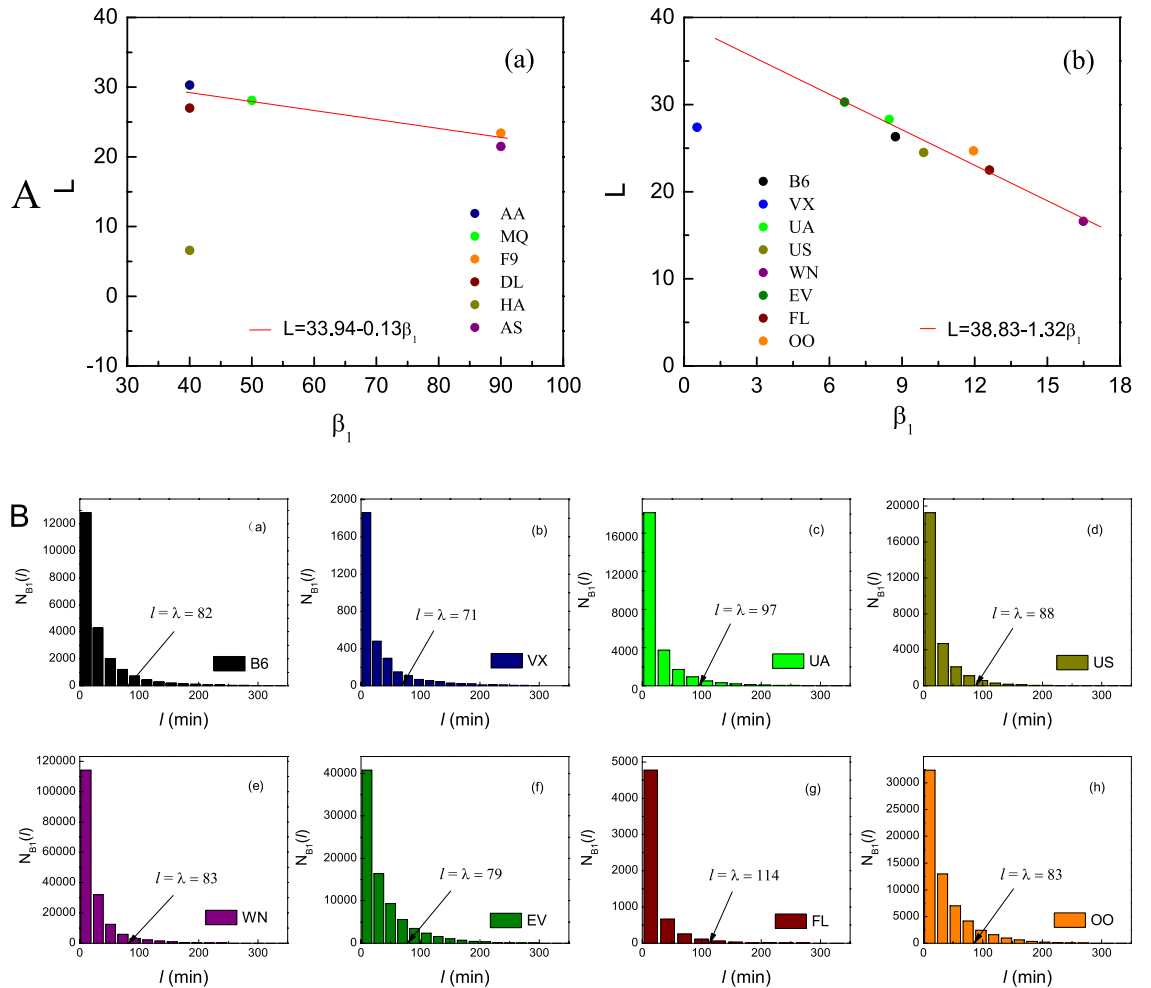 A
(a)
L
40
30
20
10
0
-10
30 40 50 60 70 80 90 100
β1
AA
MQ
F9
DL
HA
AS
L=33.94-0.13β1
(b)
L
40
30
20
10
0
0 3 6 9 12 15 18
β1
B6
VX
UA
US
WN
EV
FL
OO
L=38.83-1.32β1
B
(a)
NB1(l)
12000
10000
8000
6000
4000
2000
0
l = λ = 82
B6
0 100 200 300
l (min)
(b)
NB1(l)
2000
1600
1200
800
400
0
l = λ = 71
VX
0 100 200 300
l (min)
(c)
NB1(l)
16000
12000
8000
4000
0
l = λ = 97
UA
0 100 200 300
l (min)
(d)
NB1(l)
20000
16000
12000
8000
4000
0
l = λ = 88
US
0 100 200 300
l (min)
(e)
NB1(l)
120000
100000
80000
60000
40000
20000
0
l = λ = 83
WN
0 100 200 300
l (min)
(f)
NB1(l)
40000
30000
20000
10000
0
l = λ = 79
EV
0 100 200 300
l (min)
(g)
NB1(l)
5000
4000
3000
2000
1000
0
l = λ = 114
FL
0 100 200 300
l (min)
(h)
NB1(l)
30000
25000
20000
15000
10000
5000
0
l = λ = 83
OO
0 100 200 300
l (min)